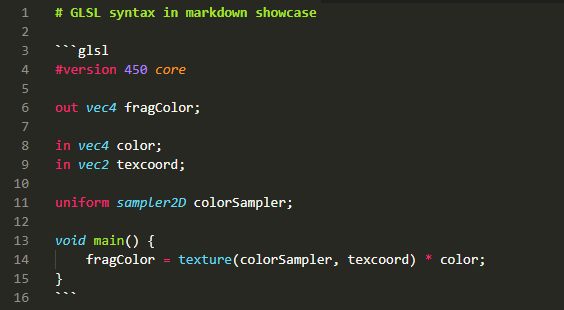 1 # GLSL syntax in markdown showcase
2
3 ```glsl
4 #version 450 core
5
6 out vec4 fragColor;
7
8 in vec4 color;
9 in vec2 texcoord;
10
11 uniform sampler2D colorSampler;
12
13 void main() {
14     fragColor = texture(colorSampler, texcoord) * color;
15 }
16 ```